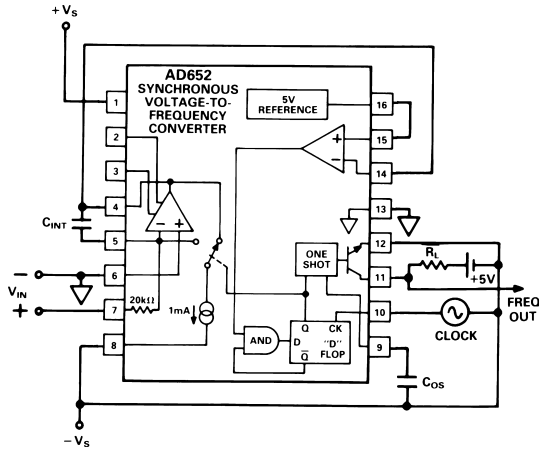 +VS
AD652
SYNCHRONOUS
VOLTAGE-TO-
FREQUENCY
CONVERTER
5V
REFERENCE
1
2
3
4
5
6
7
8
16
15
14
13
12
11
10
9
+
−
−
+
CINT
−
VIN
+
20kΩ
1mA
ONE
SHOT
AND
Q
CK
D
"D"
FLOP
Q̅
RL
+5V
FREQ
OUT
CLOCK
COS
−VS